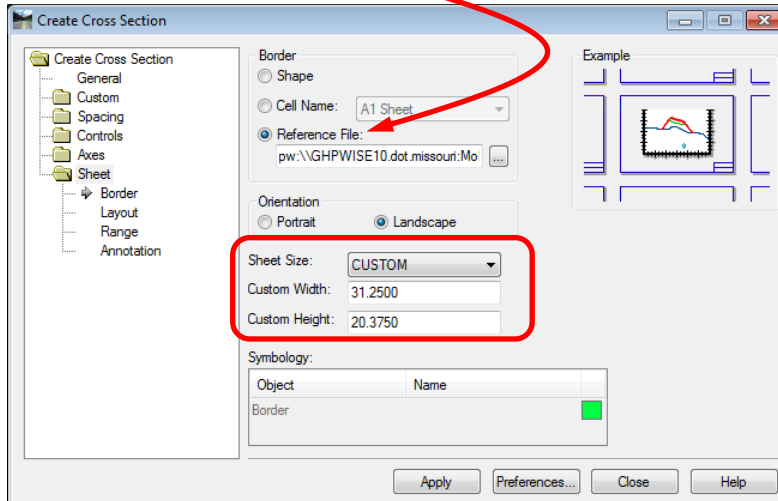 Create Cross Section
Create Cross Section
General
Custom
Spacing
Controls
Axes
Sheet
Border
Layout
Range
Annotation
Border
Shape
Cell Name: A1 Sheet
Reference File:
pw:\\GHPWISE10.dot.missouri:Mo ...
Orientation
Portrait Landscape
Sheet Size: CUSTOM
Custom Width: 31.2500
Custom Height: 20.3750
Symbology:
Object Name
Border
Example
Apply Preferences... Close Help